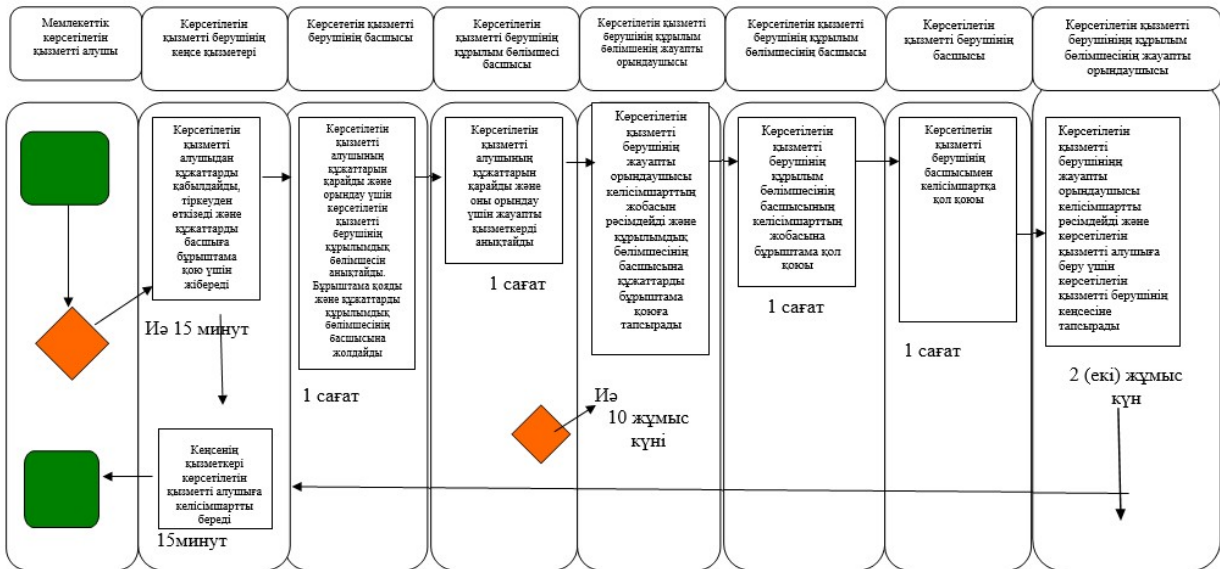 Мемлекеттік
көрсетілетін
қызметті алушы
Көрсетілетін
қызметті берушінің
кеңсе қызметері
Көрсететін қызметті
берушінің басшысы
Көрсетілетін қызметті
берушінің
құрылым бөлімшесі
басшысы
Көрсетілетін қызметті
берушінің құрылым
бөлімшенің жауапты
орындаушысы
Көрсетілетін қызметті
берушінің құрылым
бөлімшесінің басшысы
Көрсетілетін
қызметті берушінің
басшысы
Көрсетілетін қызметті
берушініңң құрылым
бөлімшесінің жауапты
орындаушысы
Көрсетілетін
қызметті
алушыдан
құжаттарды
қабылдайды,
тіркеуден
өткізеді және
құжаттарды
басшыға
бұрыштама
қою үшін
жібереді
Иә 15 минут
Көрсетілетін
қызметті
алушының
құжаттарын
қарайды және
орындау үшін
көрсетілетін
қызметті
берушінің
құрылымдық
бөлімшесін
анықтайды.
Бұрыштама қояды
және құжаттарды
құрылымдық
бөлімшесінің
басшысына
жолдайды
1 сағат
Көрсетілетін
қызметті
алушының
құжаттарын
қарайды және
оны орындау
үшін жауапты
қызметкерді
анықтайды
1 сағат
Көрсетілетін
қызметті
берушінің
жауапты
орындаушысы
келісімшарттың
жобасын
рәсімдейді және
құрылымдық
бөлімшесінің
басшысына
құжаттарды
бұрыштама
қоюға
тапсырады
Иә
10 жұмыс
күні
Көрсетілетін
қызметті
берушінің
құрылым
бөлімшесінің
басшысының
келісімшарттың
жобасына
бұрыштама қол
қоюы
1 сағат
Көрсетілетін
қызметті
берушінің
басшысымен
келісімшартқа
қол қоюы
1 сағат
Көрсетілетін
қызметті
берушініңң
жауапты
орындаушысы
келісімшартты
рәсімдейді және
көрсетілетін
қызметті алушыға
беру үшін
көрсетілетін
қызметті берушінің
кеңсесіне
тапсырады
2 (екі) жұмыс
күн
Кеңсенің
қызметкері
көрсетілетін
қызметті алушыға
келісімшартты
береді
15минут